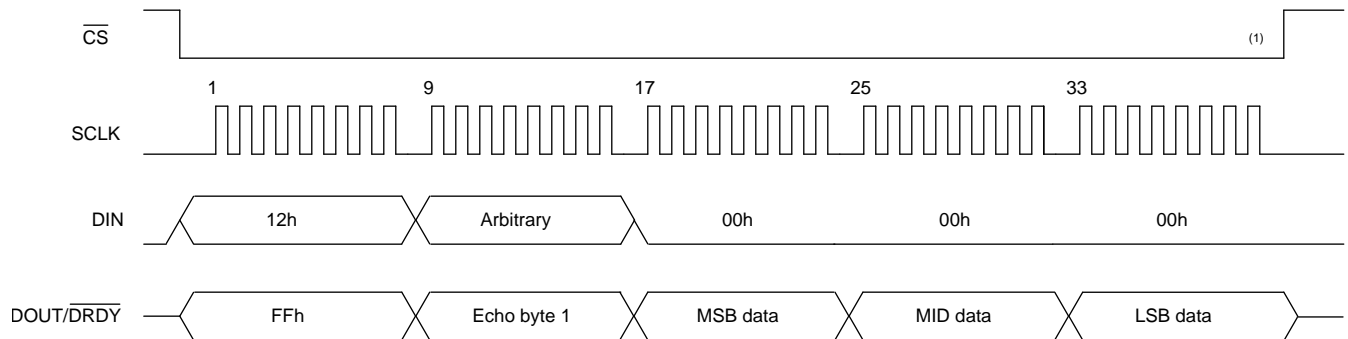 CS
(1)
1 9 17 25 33
SCLK
DIN 12h Arbitrary 00h 00h 00h
DOUT/DRDY FFh Echo byte 1 MSB data MID data LSB data